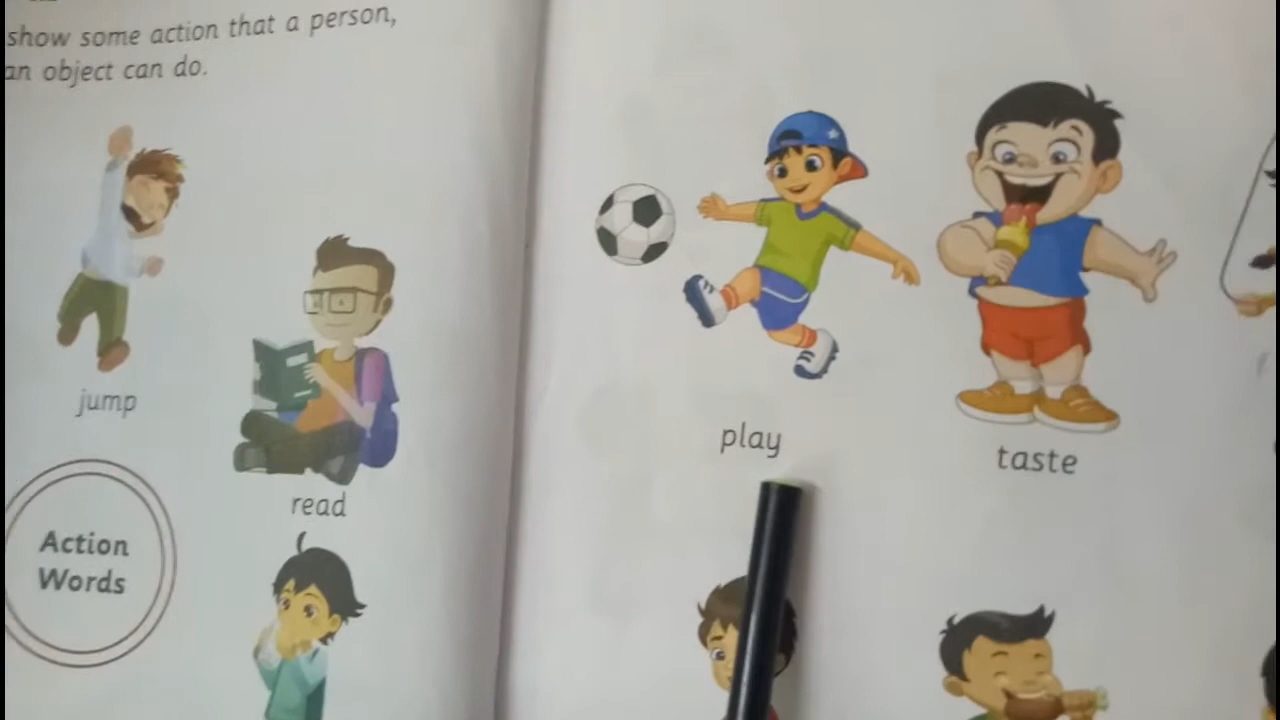 show some action that a person,
an object can do.
jump
read
Action
Words
play
taste